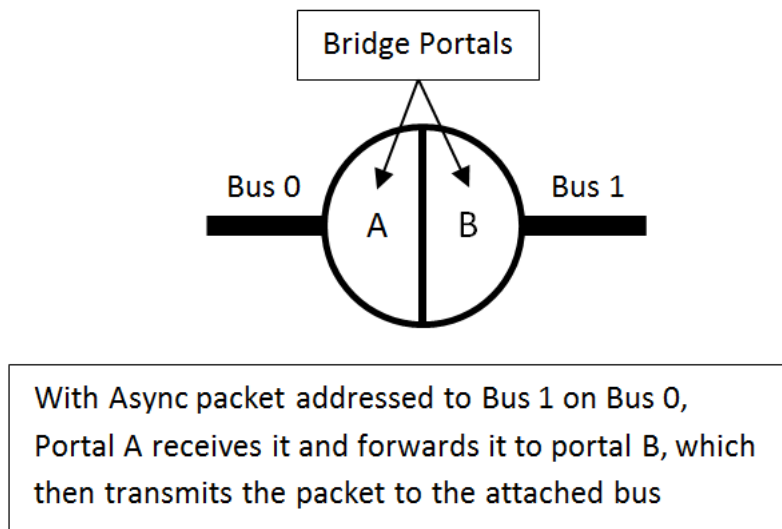 Bridge Portals
Bus 0
Bus 1
A
B
With Async packet addressed to Bus 1 on Bus 0,
Portal A receives it and forwards it to portal B, which
then transmits the packet to the attached bus